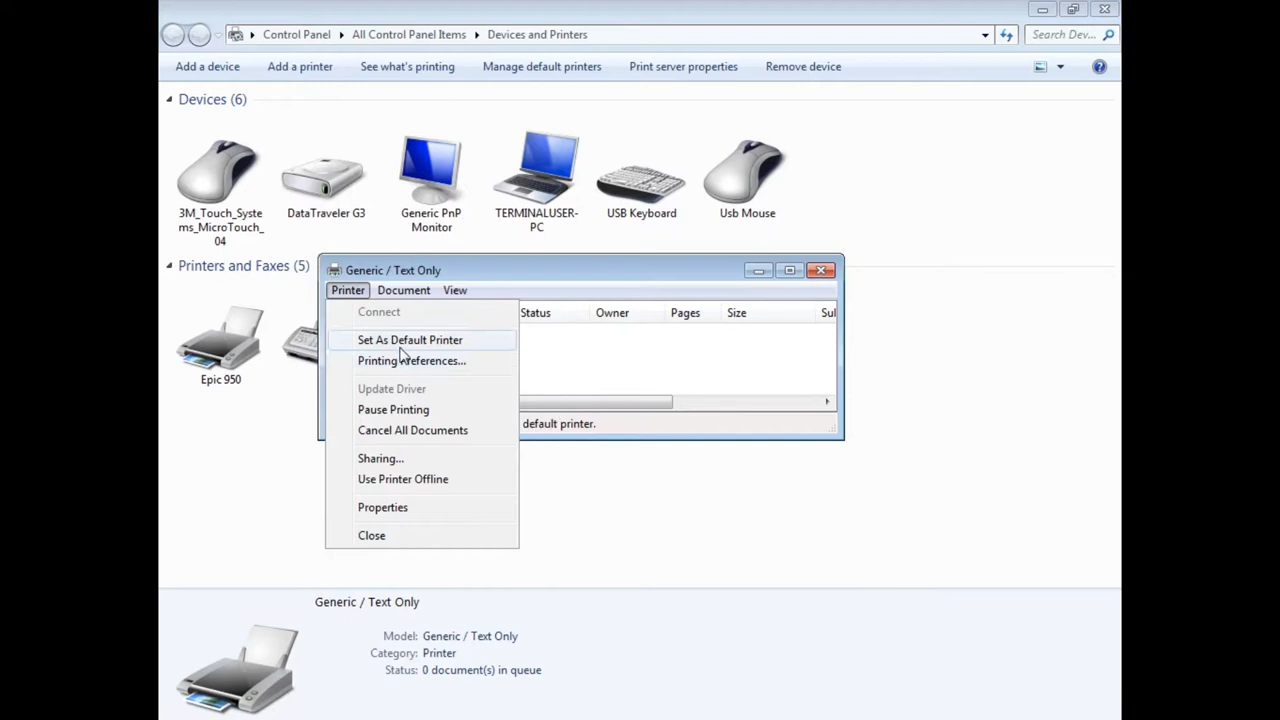 Control Panel
All Control Panel Items
Devices and Printers
Search Dev...
Add a device
Add a printer
See what's printing
Manage default printers
Print server properties
Remove device
Devices (6)
3M_Touch_Syste
ms_MicroTouch_
04
DataTraveler G3
Generic PnP
Monitor
TERMINALUSER-
PC
USB Keyboard
Usb Mouse
Printers and Faxes (5)
Epic 950
Generic / Text Only
Printer
Document
View
Status
Owner
Pages
Size
Sul
Connect
Set As Default Printer
Printing Preferences...
Update Driver
Pause Printing
Cancel All Documents
Sharing...
Use Printer Offline
Properties
Close
default printer.
Generic / Text Only
Model: Generic / Text Only
Category: Printer
Status: 0 document(s) in queue